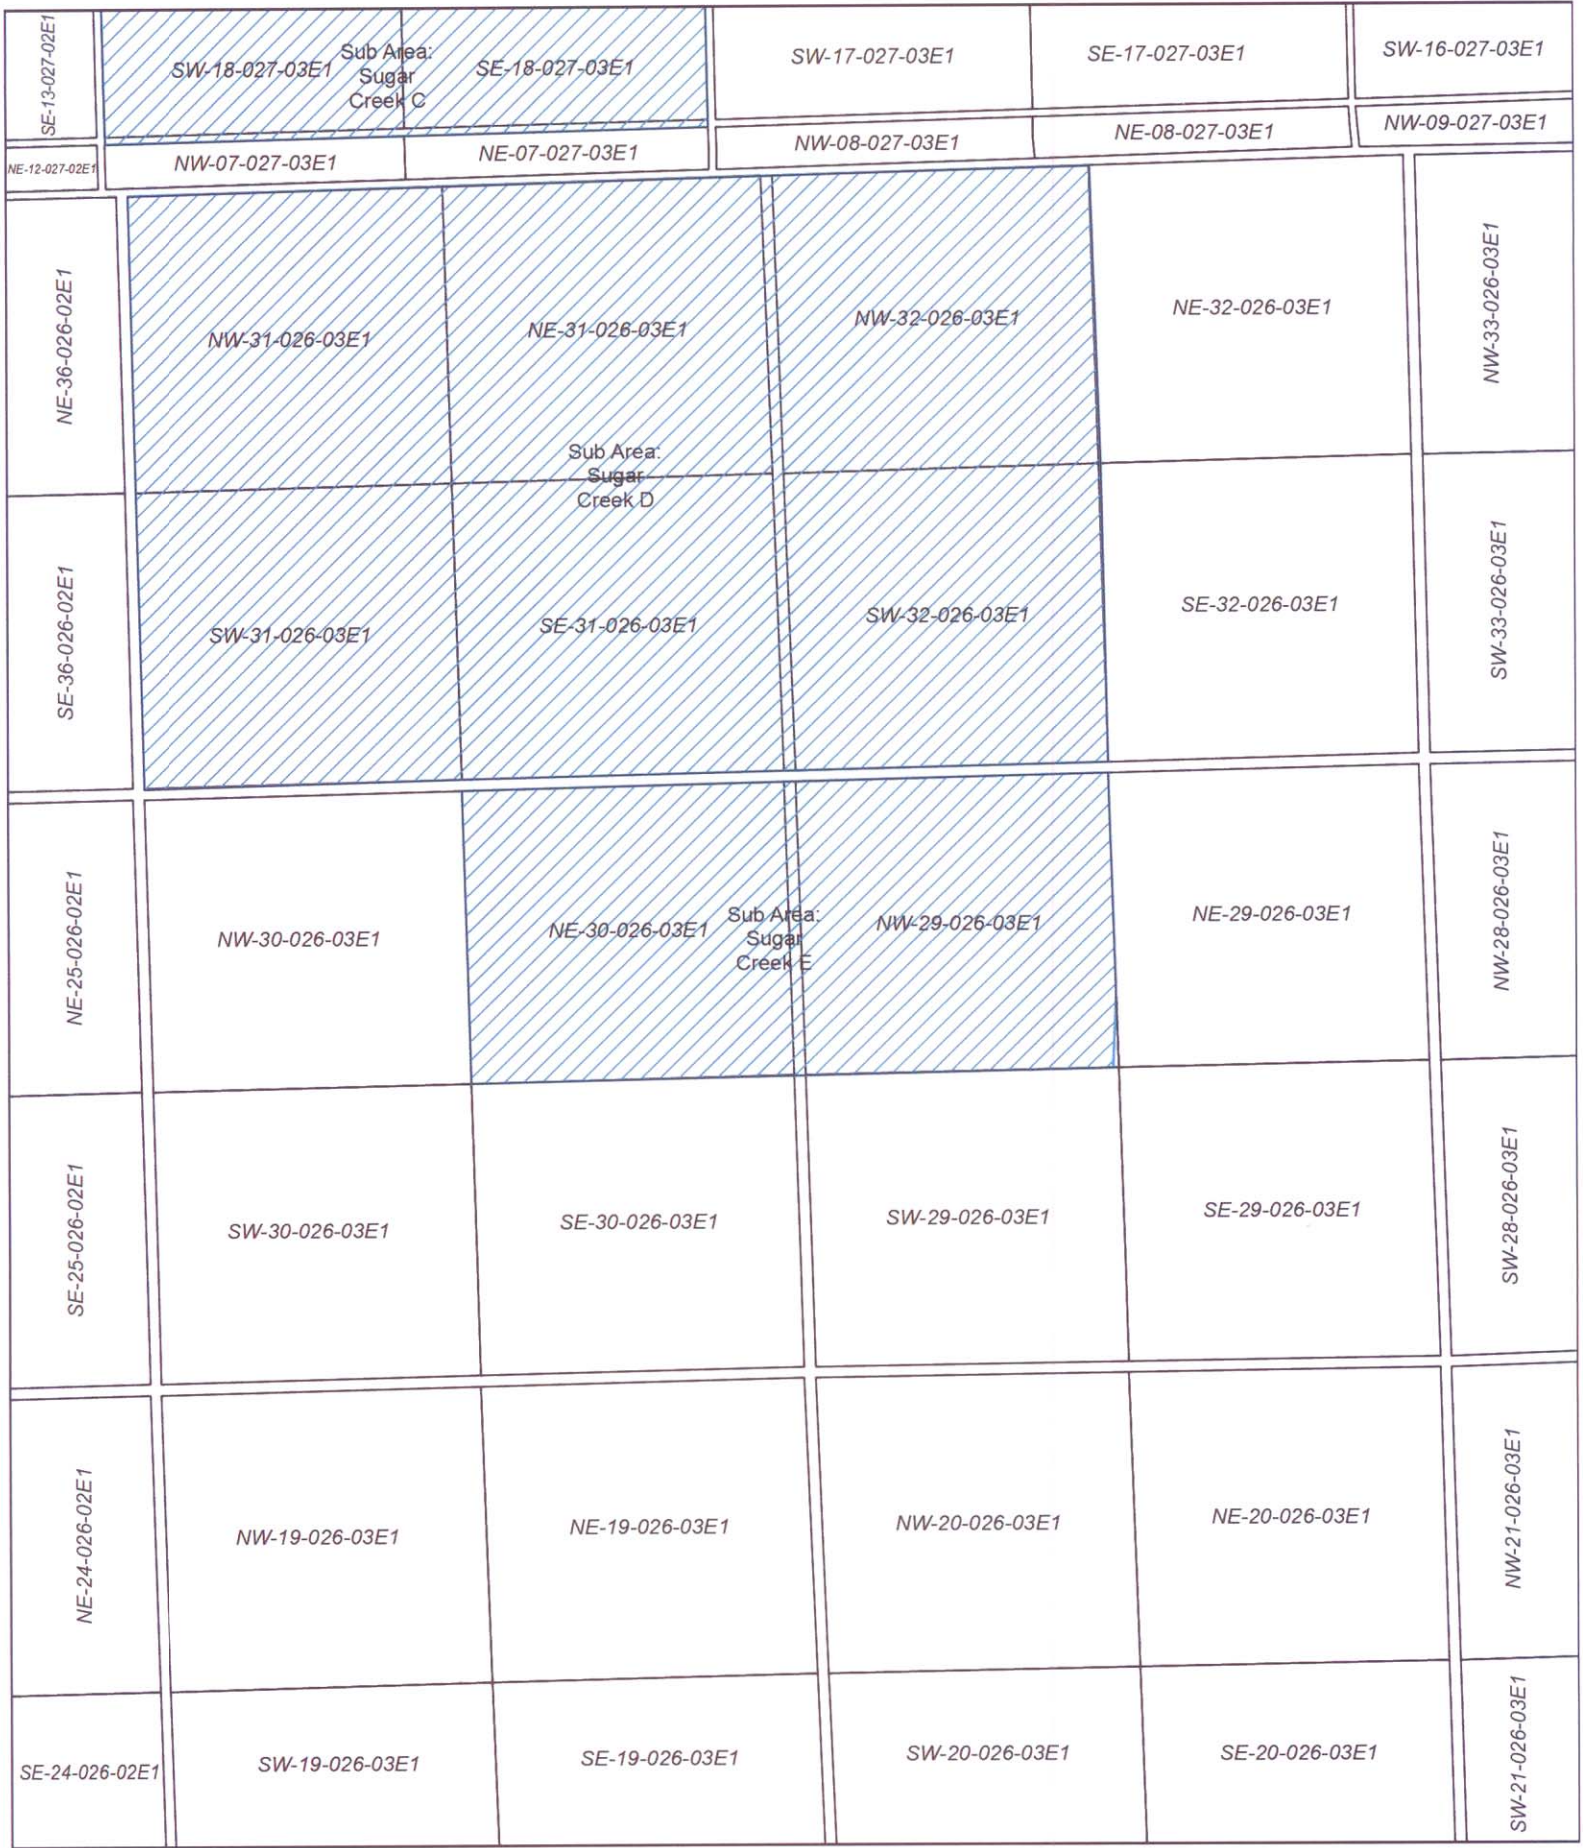 SE-13-027-02E1
SW-18-027-03E1
Sub Area:
Sugar
Creek C
SE-18-027-03E1
SW-17-027-03E1
SE-17-027-03E1
SW-16-027-03E1
NE-12-027-02E1
NW-07-027-03E1
NE-07-027-03E1
NW-08-027-03E1
NE-08-027-03E1
NW-09-027-03E1
NE-36-026-02E1
NW-31-026-03E1
NE-31-026-03E1
NW-32-026-03E1
NE-32-026-03E1
NW-33-026-03E1
Sub Area:
Sugar
Creek D
SE-36-026-02E1
SW-31-026-03E1
SE-31-026-03E1
SW-32-026-03E1
SE-32-026-03E1
SW-33-026-03E1
NE-25-026-02E1
NW-30-026-03E1
NE-30-026-03E1
Sub Area:
Sugar
Creek E
NW-29-026-03E1
NE-29-026-03E1
NW-28-026-03E1
SE-25-026-02E1
SW-30-026-03E1
SE-30-026-03E1
SW-29-026-03E1
SE-29-026-03E1
SW-28-026-03E1
NE-24-026-02E1
NW-19-026-03E1
NE-19-026-03E1
NW-20-026-03E1
NE-20-026-03E1
NW-21-026-03E1
SE-24-026-02E1
SW-19-026-03E1
SE-19-026-03E1
SW-20-026-03E1
SE-20-026-03E1
SW-21-026-03E1